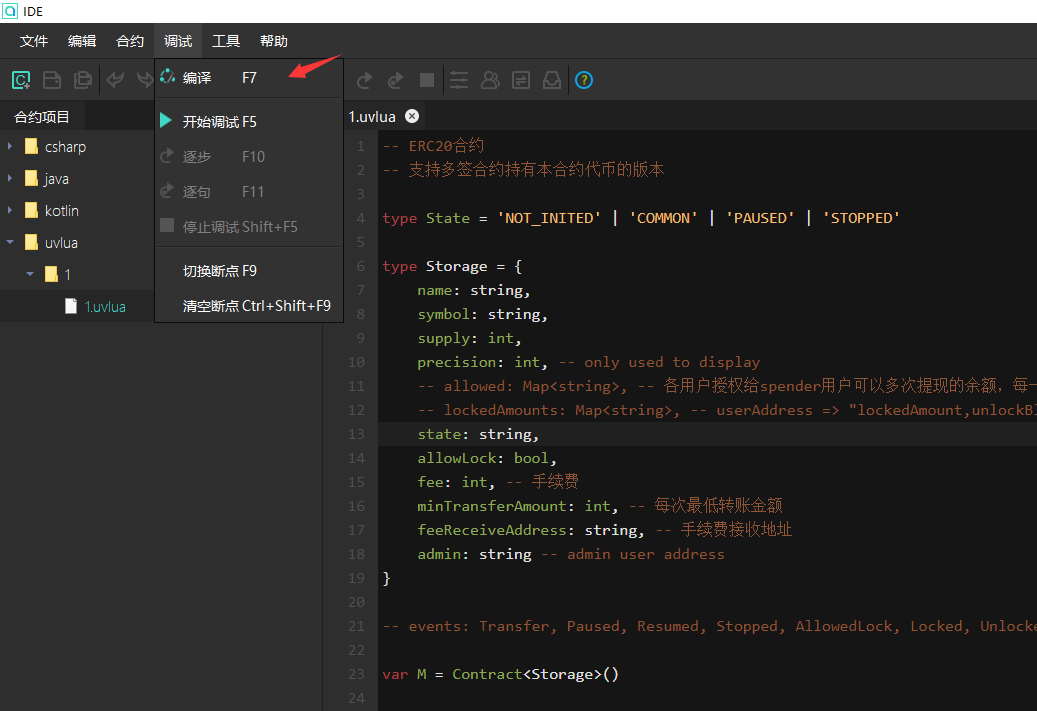 IDE
文件 编辑 合约 调试 工具 帮助
编译 F7
开始调试 F5
逐步 F10
逐句 F11
停止调试 Shift+F5
切换断点 F9
清空断点 Ctrl+Shift+F9
合约项目
csharp
java
kotlin
uvlua
1
1.uvlua
1.uvlua
1 -- ERC20合约
2 -- 支持多签合约持有本合约代币的版本
3
4 type State = 'NOT_INITED' | 'COMMON' | 'PAUSED' | 'STOPPED'
5
6 type Storage = {
7 name: string,
8 symbol: string,
9 supply: int,
10 precision: int, -- only used to display
11 -- allowed: Map<string>, -- 各用户授权给spender用户可以多次提现的余额，每一
12 -- lockedAmounts: Map<string>, -- userAddress => "lockedAmount,unlockBl
13 state: string,
14 allowLock: bool,
15 fee: int, -- 手续费
16 minTransferAmount: int, -- 每次最低转账金额
17 feeReceiveAddress: string, -- 手续费接收地址
18 admin: string -- admin user address
19 }
20
21 -- events: Transfer, Paused, Resumed, Stopped, AllowedLock, Locked, Unlocke
22
23 var M = Contract<Storage>()
24